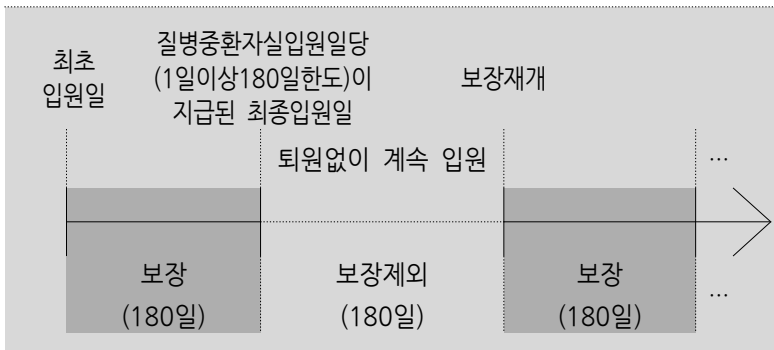 최초
입원일
질병중환자실입원일당
(1일이상180일한도)이
지급된 최종입원일
보장재개
퇴원없이 계속 입원
…
보장
(180일)
보장제외
(180일)
보장
(180일)
…